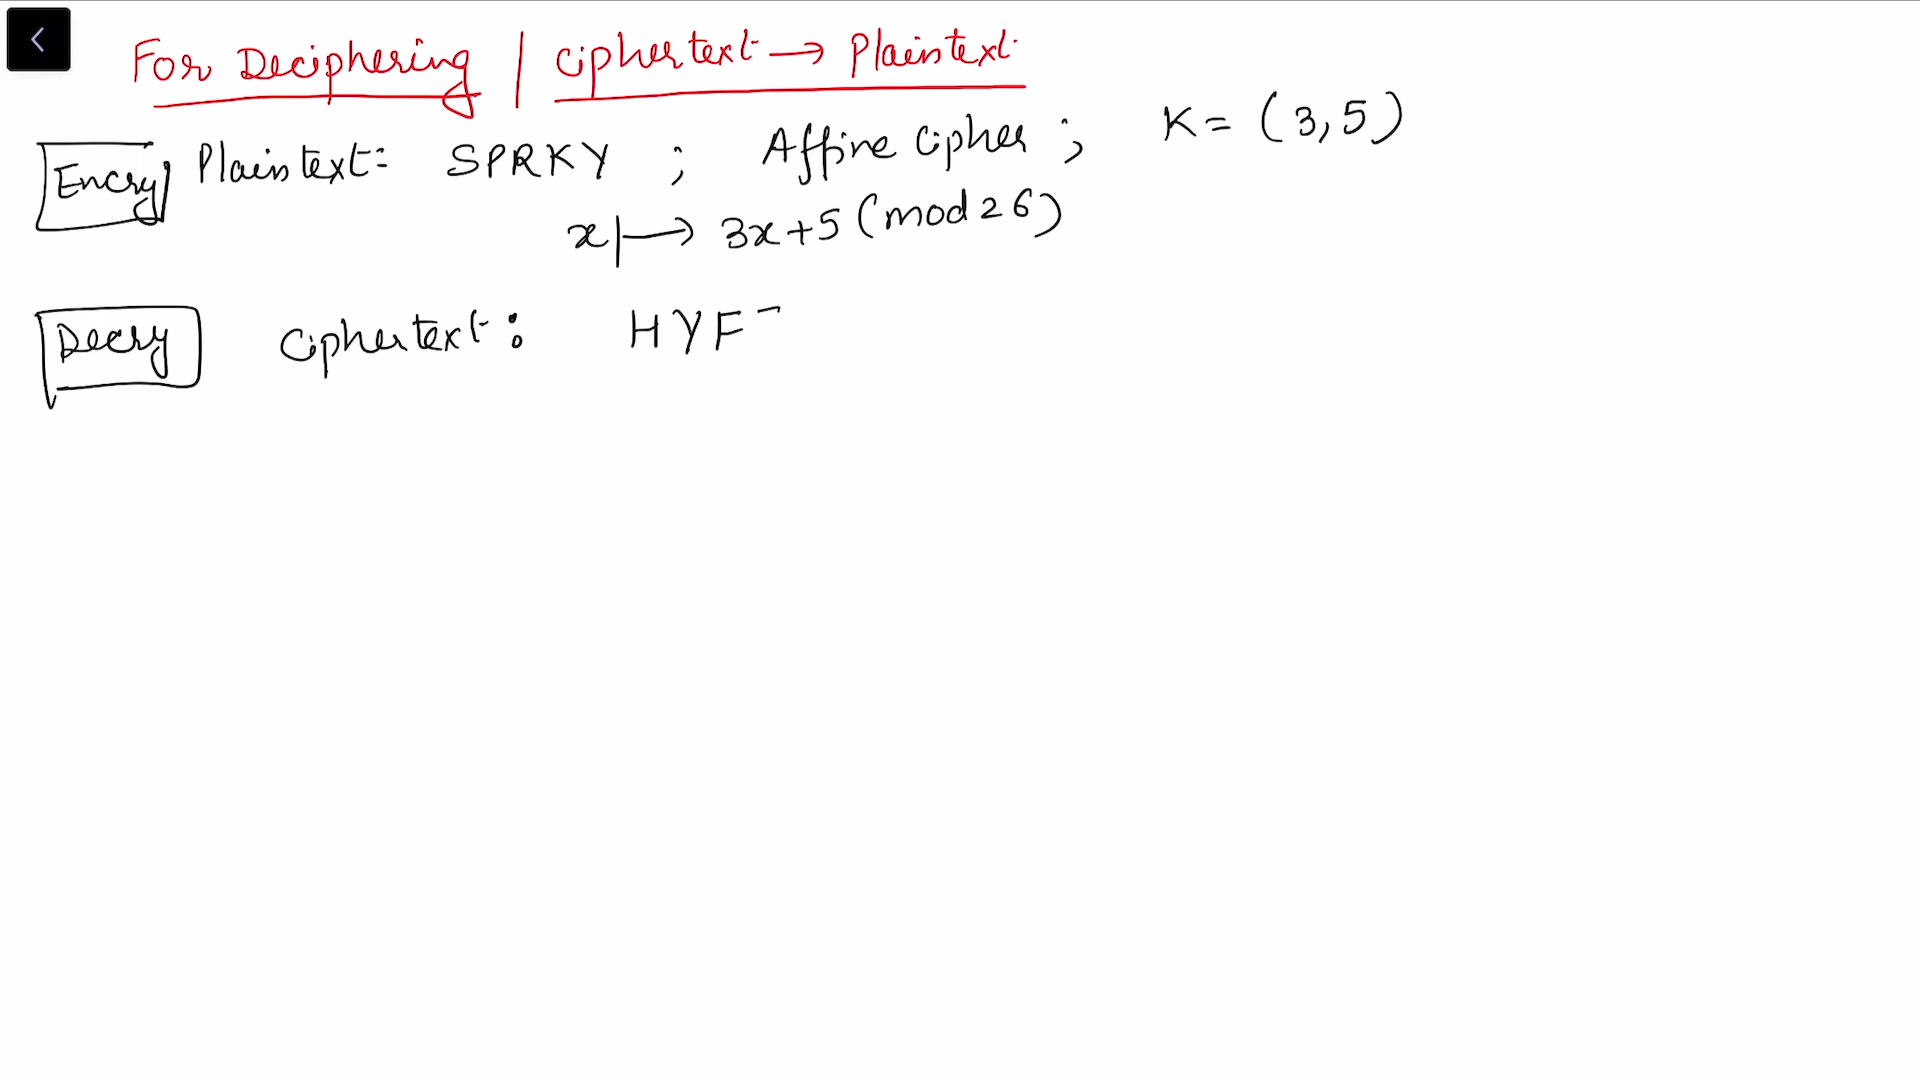 For Deciphering | Ciphertext → Plaintext
Encry Plaintext: SPRKY ; Affine Cipher ; K = (3,5)
x ↦ 3x+5 (mod 26)
Decry Ciphertext: HYF